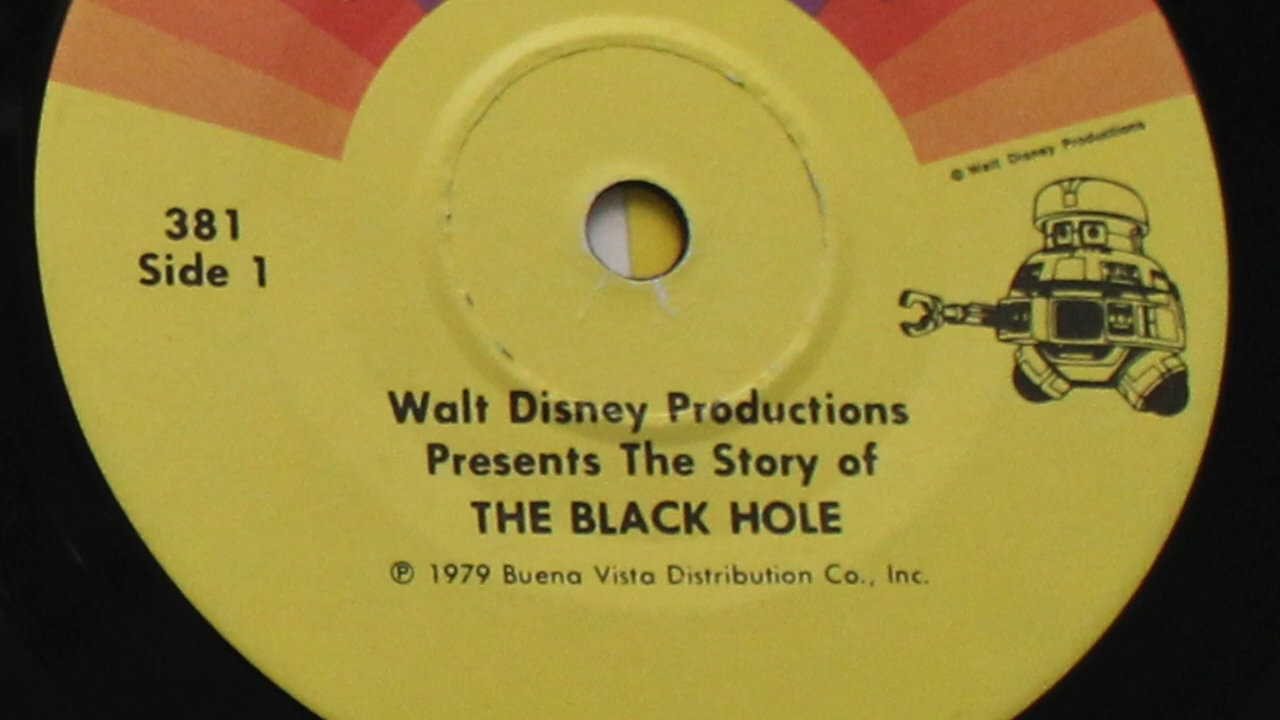 © Walt Disney Productions
381
Side 1
Walt Disney Productions
Presents The Story of
THE BLACK HOLE
℗ 1979 Buena Vista Distribution Co., Inc.